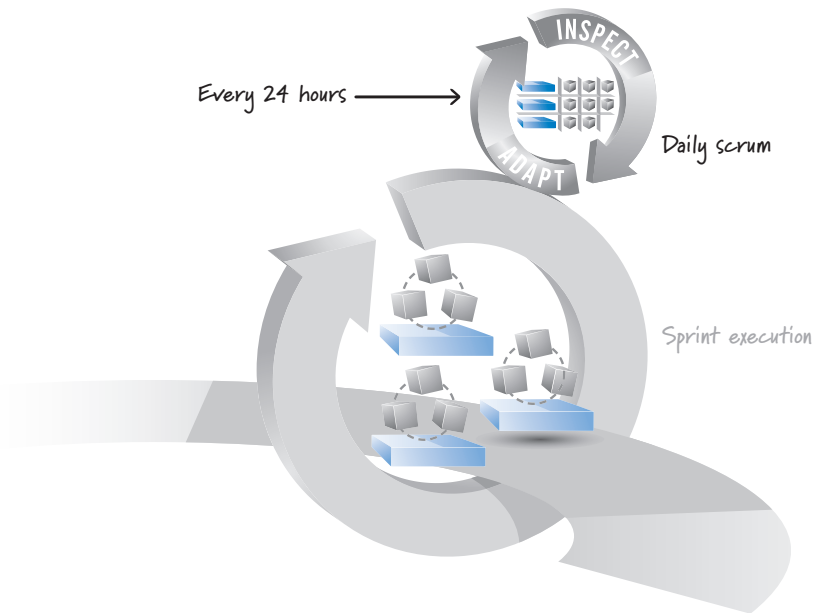 INSPECT
Every 24 hours
Daily scrum
ADAPT
Sprint execution